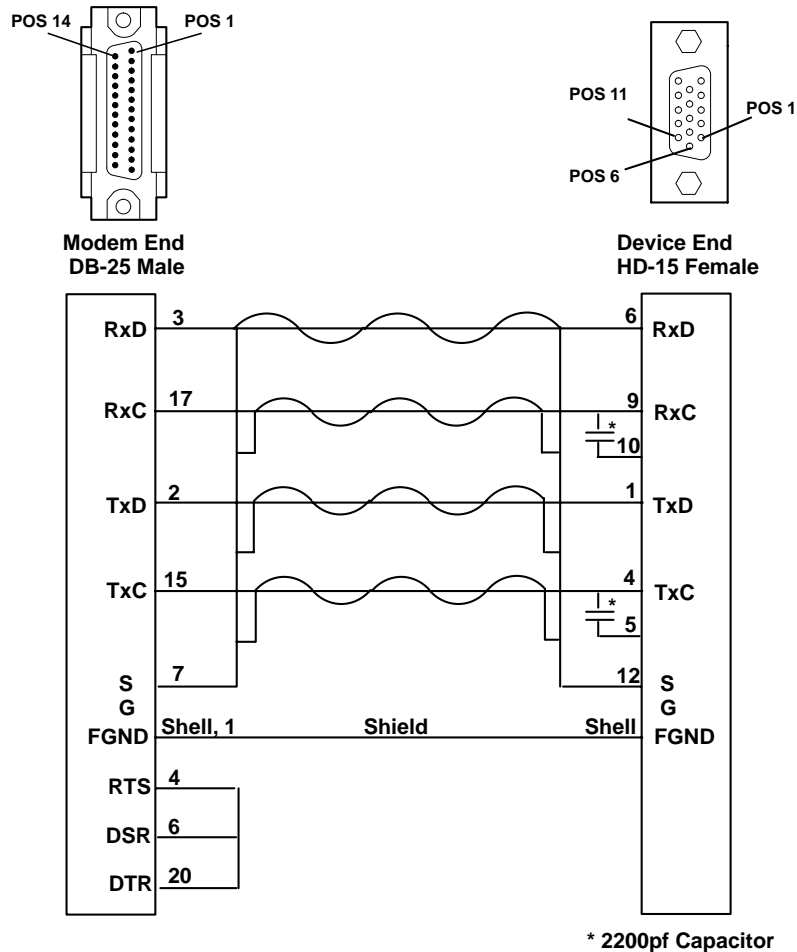 POS 14
POS 1
POS 11
POS 1
POS 6
Modem End
DB-25 Male
Device End
HD-15 Female
RxD 3 6 RxD
RxC 17 9 RxC
*
10
TxD 2 1 TxD
TxC 15 4 TxC
*
5
S 7 12 S
G G
FGND Shell, 1 Shield Shell FGND
RTS 4
DSR 6
DTR 20
* 2200pf Capacitor